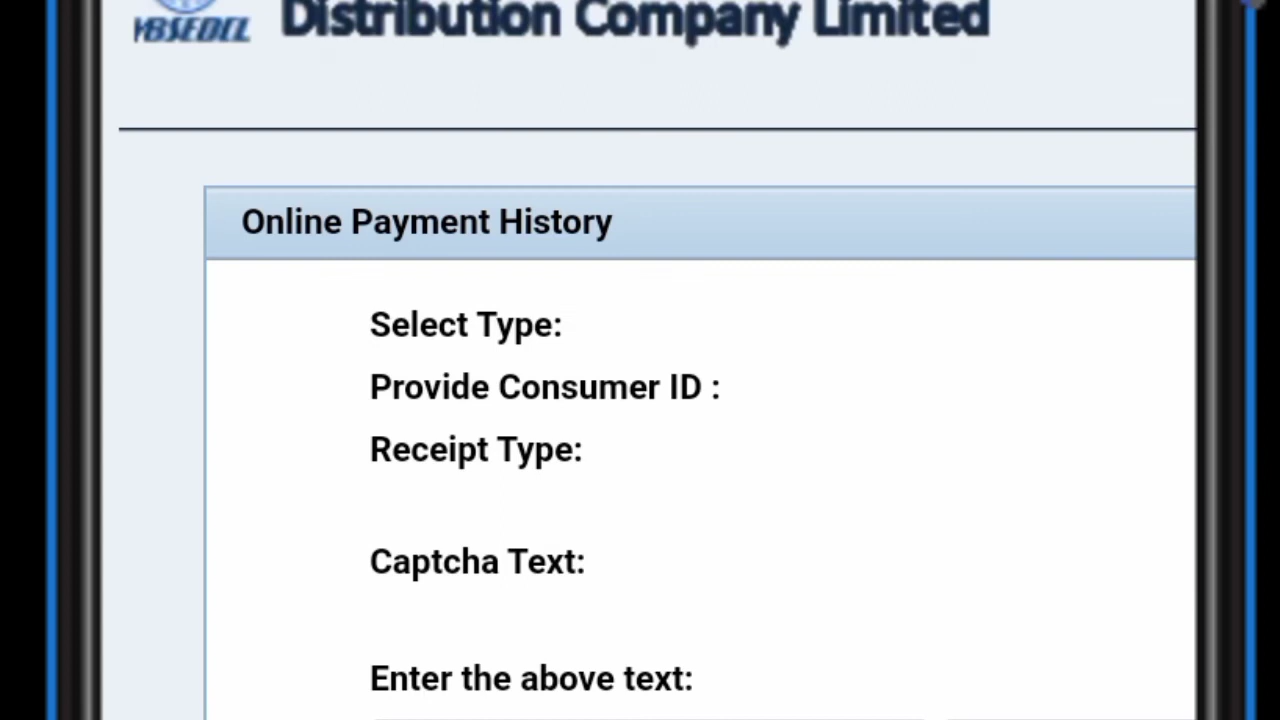 WBSEDCL
Distribution Company Limited
Online Payment History
Select Type:
Provide Consumer ID :
Receipt Type:
Captcha Text:
Enter the above text: